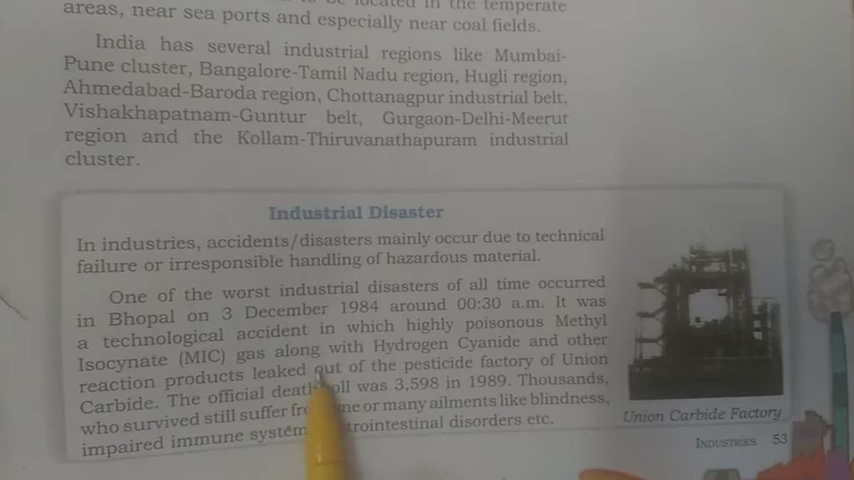 areas, near sea ports and especially near coal fields.
India has several industrial regions like Mumbai-
Pune cluster, Bangalore-Tamil Nadu region, Hugli region,
Ahmedabad-Baroda region, Chottanagpur industrial belt,
Vishakhapatnam-Guntur belt, Gurgaon-Delhi-Meerut
region and the Kollam-Thiruvanathapuram industrial
cluster.
Industrial Disaster
In industries, accidents/disasters mainly occur due to technical
failure or irresponsible handling of hazardous material.
One of the worst industrial disasters of all time occurred
in Bhopal on 3 December 1984 around 00:30 a.m. It was
a technological accident in which highly poisonous Methyl
Isocynate (MIC) gas along with Hydrogen Cyanide and other
reaction products leaked out of the pesticide factory of Union
Carbide. The official death was 3,598 in 1989. Thousands,
who survived still suffer or many ailments like blindness,
impaired immune system disorders etc.
Union Carbide Factory
INDUSTRIES 53